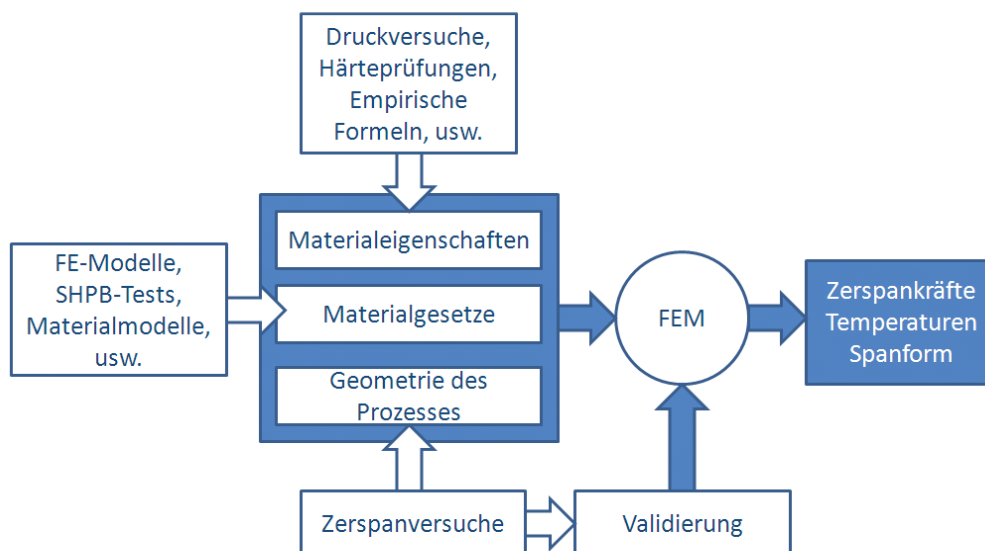 Druckversuche,
Härteprüfungen,
Empirische
Formeln, usw.
Materialeigenschaften
FE-Modelle,
SHPB-Tests,
Materialmodelle,
usw.
Materialgesetze
FEM
Zerspankräfte
Temperaturen
Spanform
Geometrie des
Prozesses
Zerspanversuche
Validierung